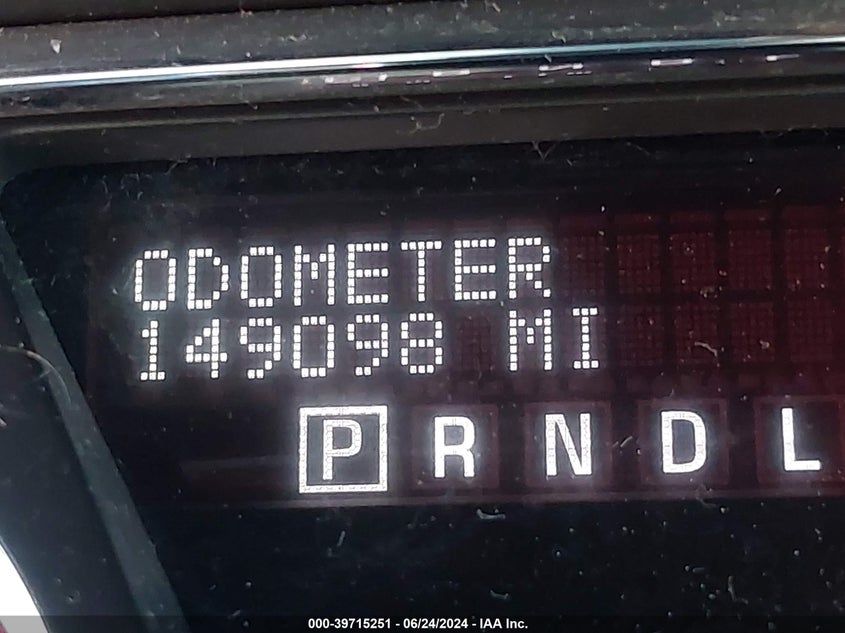 ODOMETER
149098 MI
P R N D L
000-39715251 - 06/24/2024 - IAA Inc.